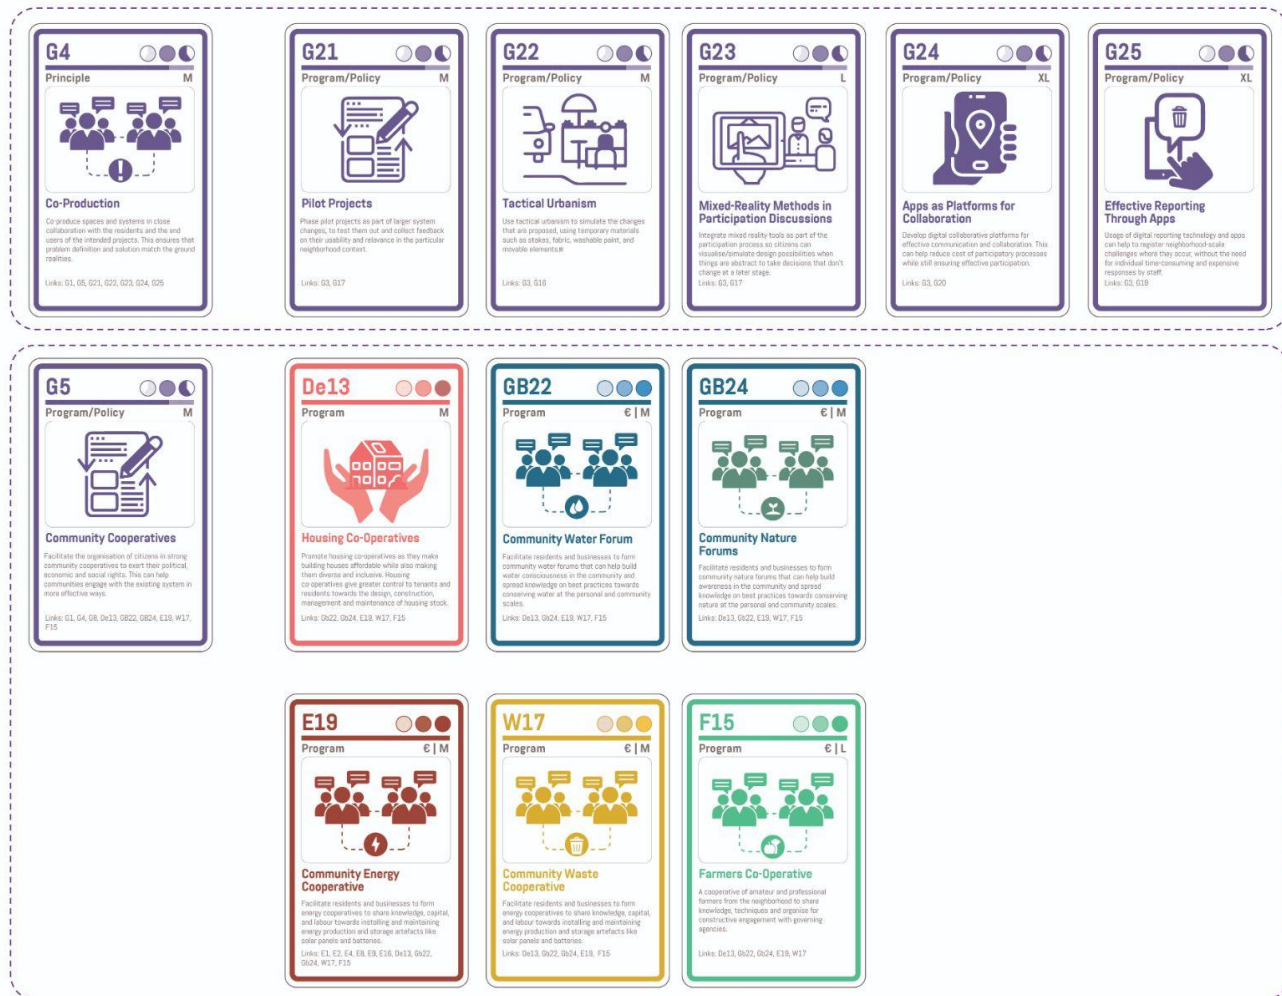 G4
Principle M
Co-Production
Co-produce spaces and systems in close
collaboration with the residents and the end
users of the intended projects. This ensures that
problem definition and solution match the ground
realities.
Links: G1, G5, G21, G22, G23, G24, G25
G21
Program/Policy M
Pilot Projects
Phase pilot projects as part of larger system
changes, to test them out and collect feedback
on their usability and relevance in the particular
neighborhood context.
Links: G3, G17
G22
Program/Policy M
Tactical Urbanism
Use tactical urbanism to simulate the changes
that are proposed, using temporary materials
such as stakes, fabric, washable paint, and
movable elements.
Links: G3, G16
G23
Program/Policy L
Mixed-Reality Methods in
Participation Discussions
Integrate mixed reality tools as part of the
participation process so citizens can
visualise/simulate design possibilities when
things are abstract to take decisions that don't
change at a later stage.
Links: G3, G17
G24
Program/Policy XL
Apps as Platforms for
Collaboration
Develop digital collaborative platforms for
effective communication and collaboration. This
can help reduce cost of participatory processes
while still ensuring effective participation.
Links: G3, G20
G25
Program/Policy XL
Effective Reporting
Through Apps
Usage of digital reporting technology and apps
can help to register neighborhood-scale
challenges where they occur, without the need
for individual time-consuming and expensive
responses by staff.
Links: G3, G19
G5
Program/Policy M
Community Cooperatives
Facilitate the organisation of citizens in strong
community cooperatives to exert their political,
economic and social rights. This can help
communities engage with the existing system in
more effective ways.
Links: G1, G4, G8, De13, GB22, GB24, E19, W17,
F15
De13
Program M
Housing Co-Operatives
Promote housing co-operatives as they make
building houses affordable while also making
them diverse and inclusive. Housing
co-operatives give greater control to tenants and
residents towards the design, construction,
management and maintenance of housing stock.
Links: Gb22, Gb24, E19, W17, F15
GB22
Program € | M
Community Water Forum
Facilitate residents and businesses to form
community water forums that can help build
water consciousness in the community and
spread knowledge on best practices towards
conserving water at the personal and community
scales.
Links: De13, Gb24, E19, W17, F15
GB24
Program € | M
Community Nature
Forums
Facilitate residents and businesses to form
community nature forums that can help build
awareness in the community and spread
knowledge on best practices towards conserving
nature at the personal and community scales.
Links: De13, Gb22, E19, W17, F15
E19
Program € | M
Community Energy
Cooperative
Facilitate residents and businesses to form
energy cooperatives to share knowledge, capital,
and labour towards installing and maintaining
energy production and storage artefacts like
solar panels and batteries.
Links: E1, E2, E4, E8, E9, E16, De13, Gb22,
Gb24, W17, F15
W17
Program € | M
Community Waste
Cooperative
Facilitate residents and businesses to form
energy cooperatives to share knowledge, capital,
and labour towards installing and maintaining
energy production and storage artefacts like
solar panels and batteries.
Links: De13, Gb22, Gb24, E19, F15
F15
Program € | L
Farmers Co-Operative
A cooperative of amateur and professional
farmers from the neighborhood to share
knowledge, techniques and organise for
constructive engagement with governing
agencies.
Links: De13, Gb22, Gb24, E19, W17